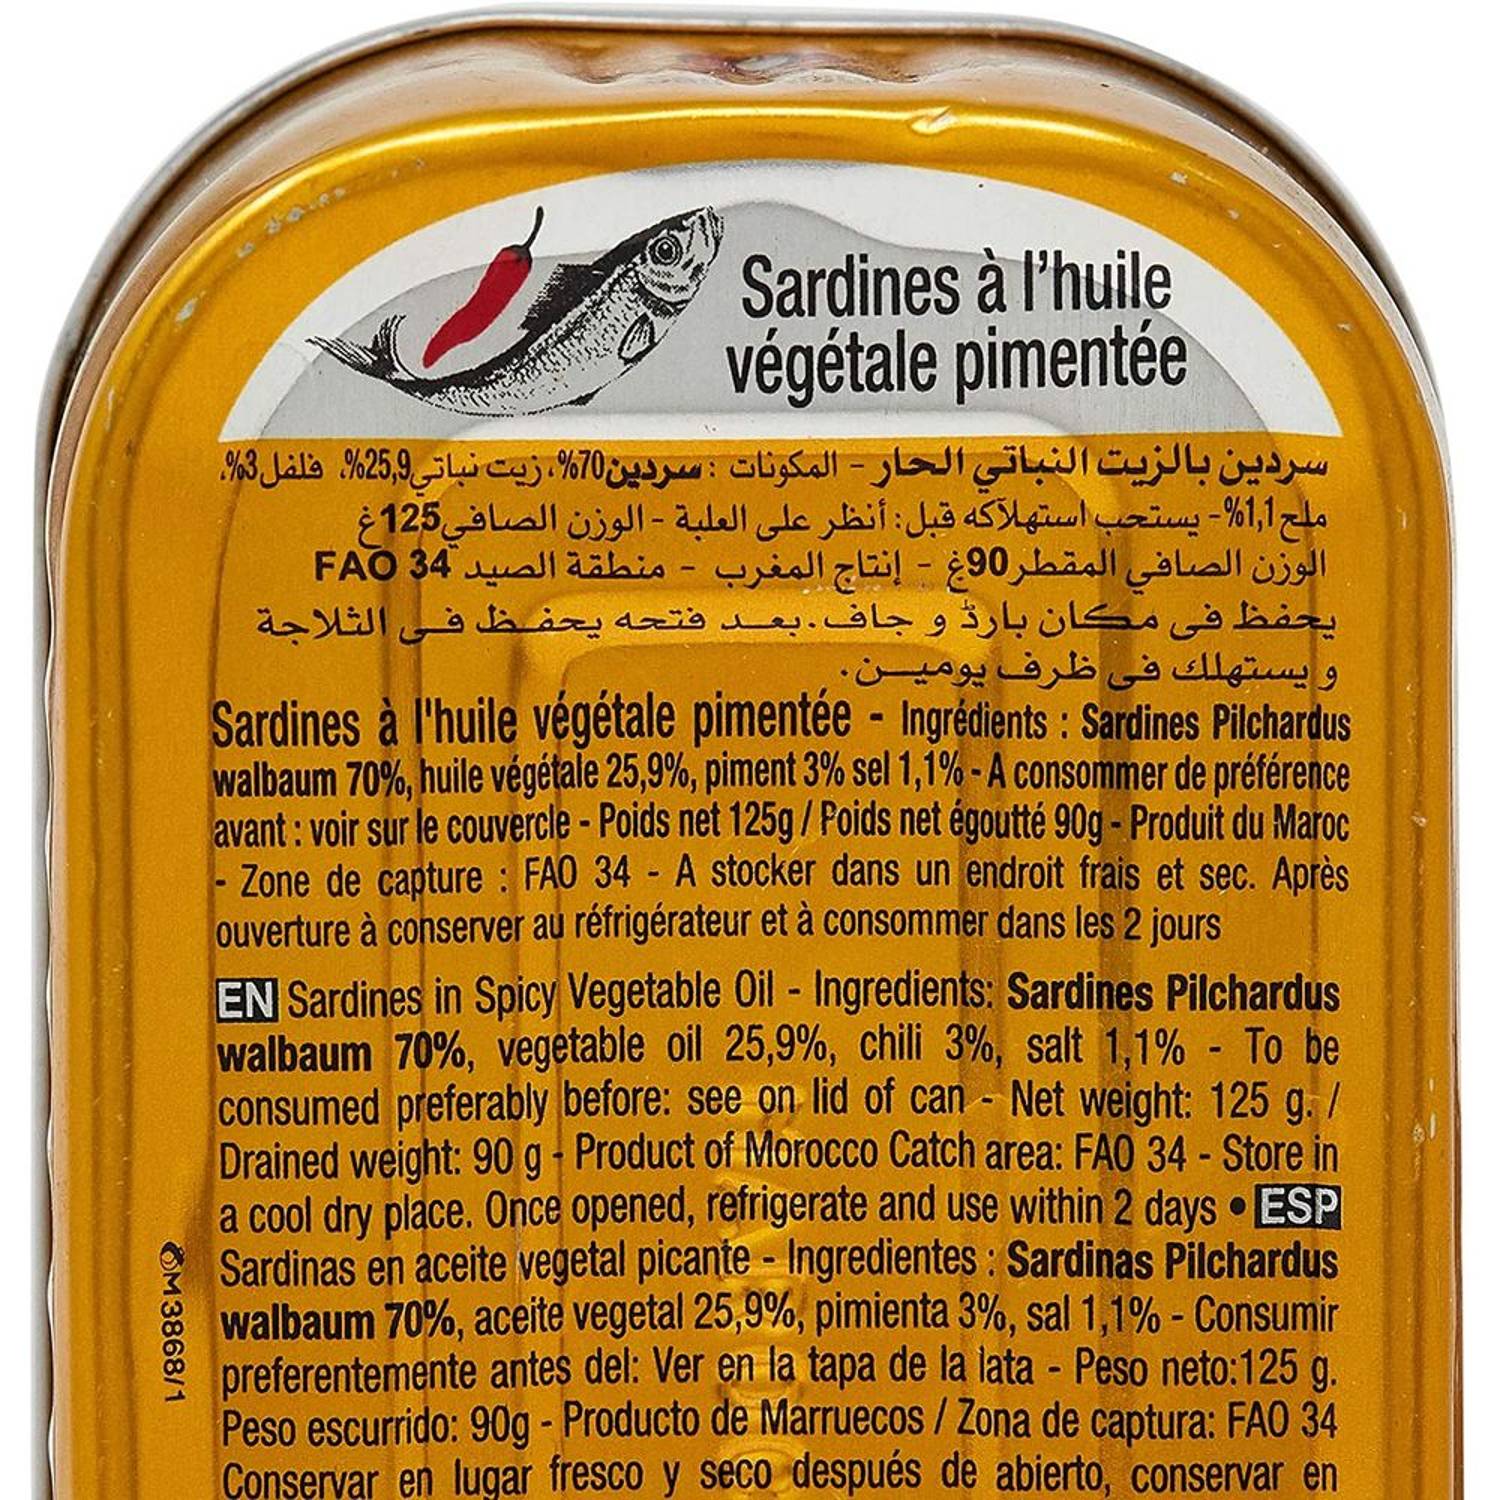 Sardines à l'huile
végétale pimentée
سردين بالزيت النباتي الحار - المكونات : سردين70%، زيت نباتي25,9%، فلفل3%،
ملح1,1%- يستحب استهلاكه قبل: أنظر على العلبة - الوزن الصافي125غ
الوزن الصافي المقطر90غ - إنتاج المغرب - منطقة الصيد FAO 34
يحفظ فى مكان بارد و جاف. بعد فتحه يحفظ فى الثلاجة
و يستهلك فى ظرف يومين.
Sardines à l'huile végétale pimentée - Ingrédients : Sardines Pilchardus
walbaum 70%, huile végétale 25,9%, piment 3% sel 1,1% - A consommer de préférence
avant : voir sur le couvercle - Poids net 125g / Poids net égoutté 90g - Produit du Maroc
- Zone de capture : FAO 34 - A stocker dans un endroit frais et sec. Après
ouverture à conserver au réfrigérateur et à consommer dans les 2 jours
EN Sardines in Spicy Vegetable Oil - Ingredients: Sardines Pilchardus
walbaum 70%, vegetable oil 25,9%, chili 3%, salt 1,1% - To be
consumed preferably before: see on lid of can - Net weight: 125 g. /
Drained weight: 90 g - Product of Morocco Catch area: FAO 34 - Store in
a cool dry place. Once opened, refrigerate and use within 2 days • ESP
Sardinas en aceite vegetal picante - Ingredientes : Sardinas Pilchardus
walbaum 70%, aceite vegetal 25,9%, pimienta 3%, sal 1,1% - Consumir
preferentemente antes del: Ver en la tapa de la lata - Peso neto:125 g.
Peso escurrido: 90g - Producto de Marruecos / Zona de captura: FAO 34
Conservar en lugar fresco y seco después de abierto, conservar en
M3868/1